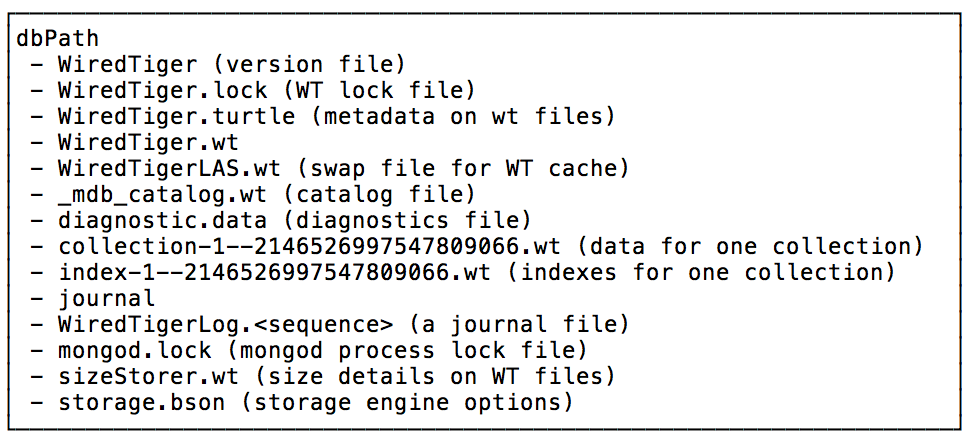 dbPath
- WiredTiger (version file)
- WiredTiger.lock (WT lock file)
- WiredTiger.turtle (metadata on wt files)
- WiredTiger.wt
- WiredTigerLAS.wt (swap file for WT cache)
- _mdb_catalog.wt (catalog file)
- diagnostic.data (diagnostics file)
- collection-1--2146526997547809066.wt (data for one collection)
- index-1--2146526997547809066.wt (indexes for one collection)
- journal
- WiredTigerLog.<sequence> (a journal file)
- mongod.lock (mongod process lock file)
- sizeStorer.wt (size details on WT files)
- storage.bson (storage engine options)